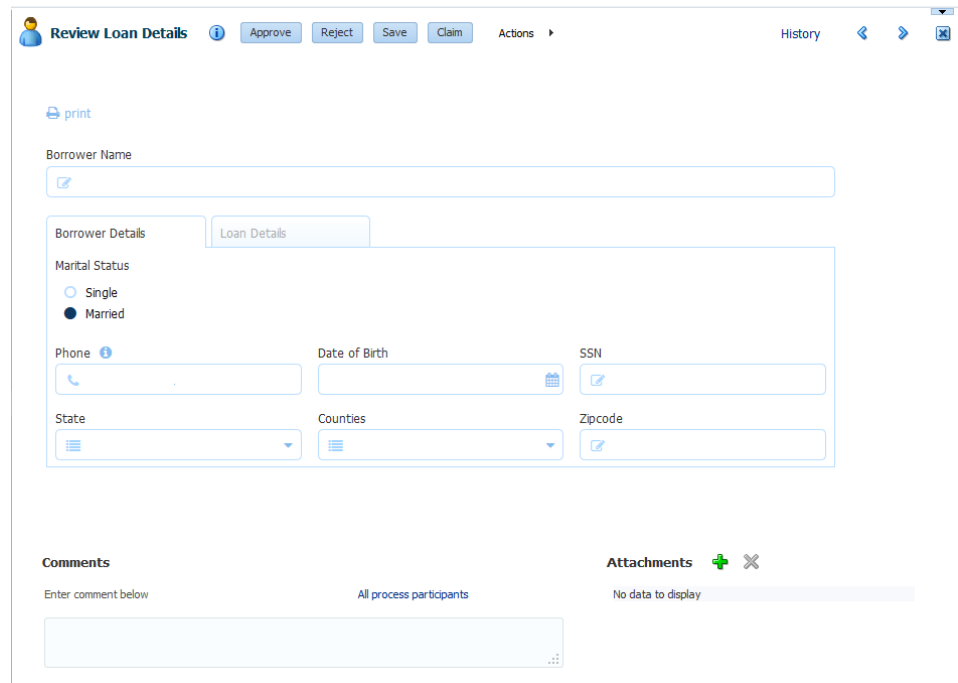 Review Loan Details Approve Reject Save Claim Actions History
print
Borrower Name
Borrower Details Loan Details
Marital Status
Single
Married
Phone Date of Birth SSN
State Counties Zipcode
Comments Attachments
Enter comment below All process participants No data to display